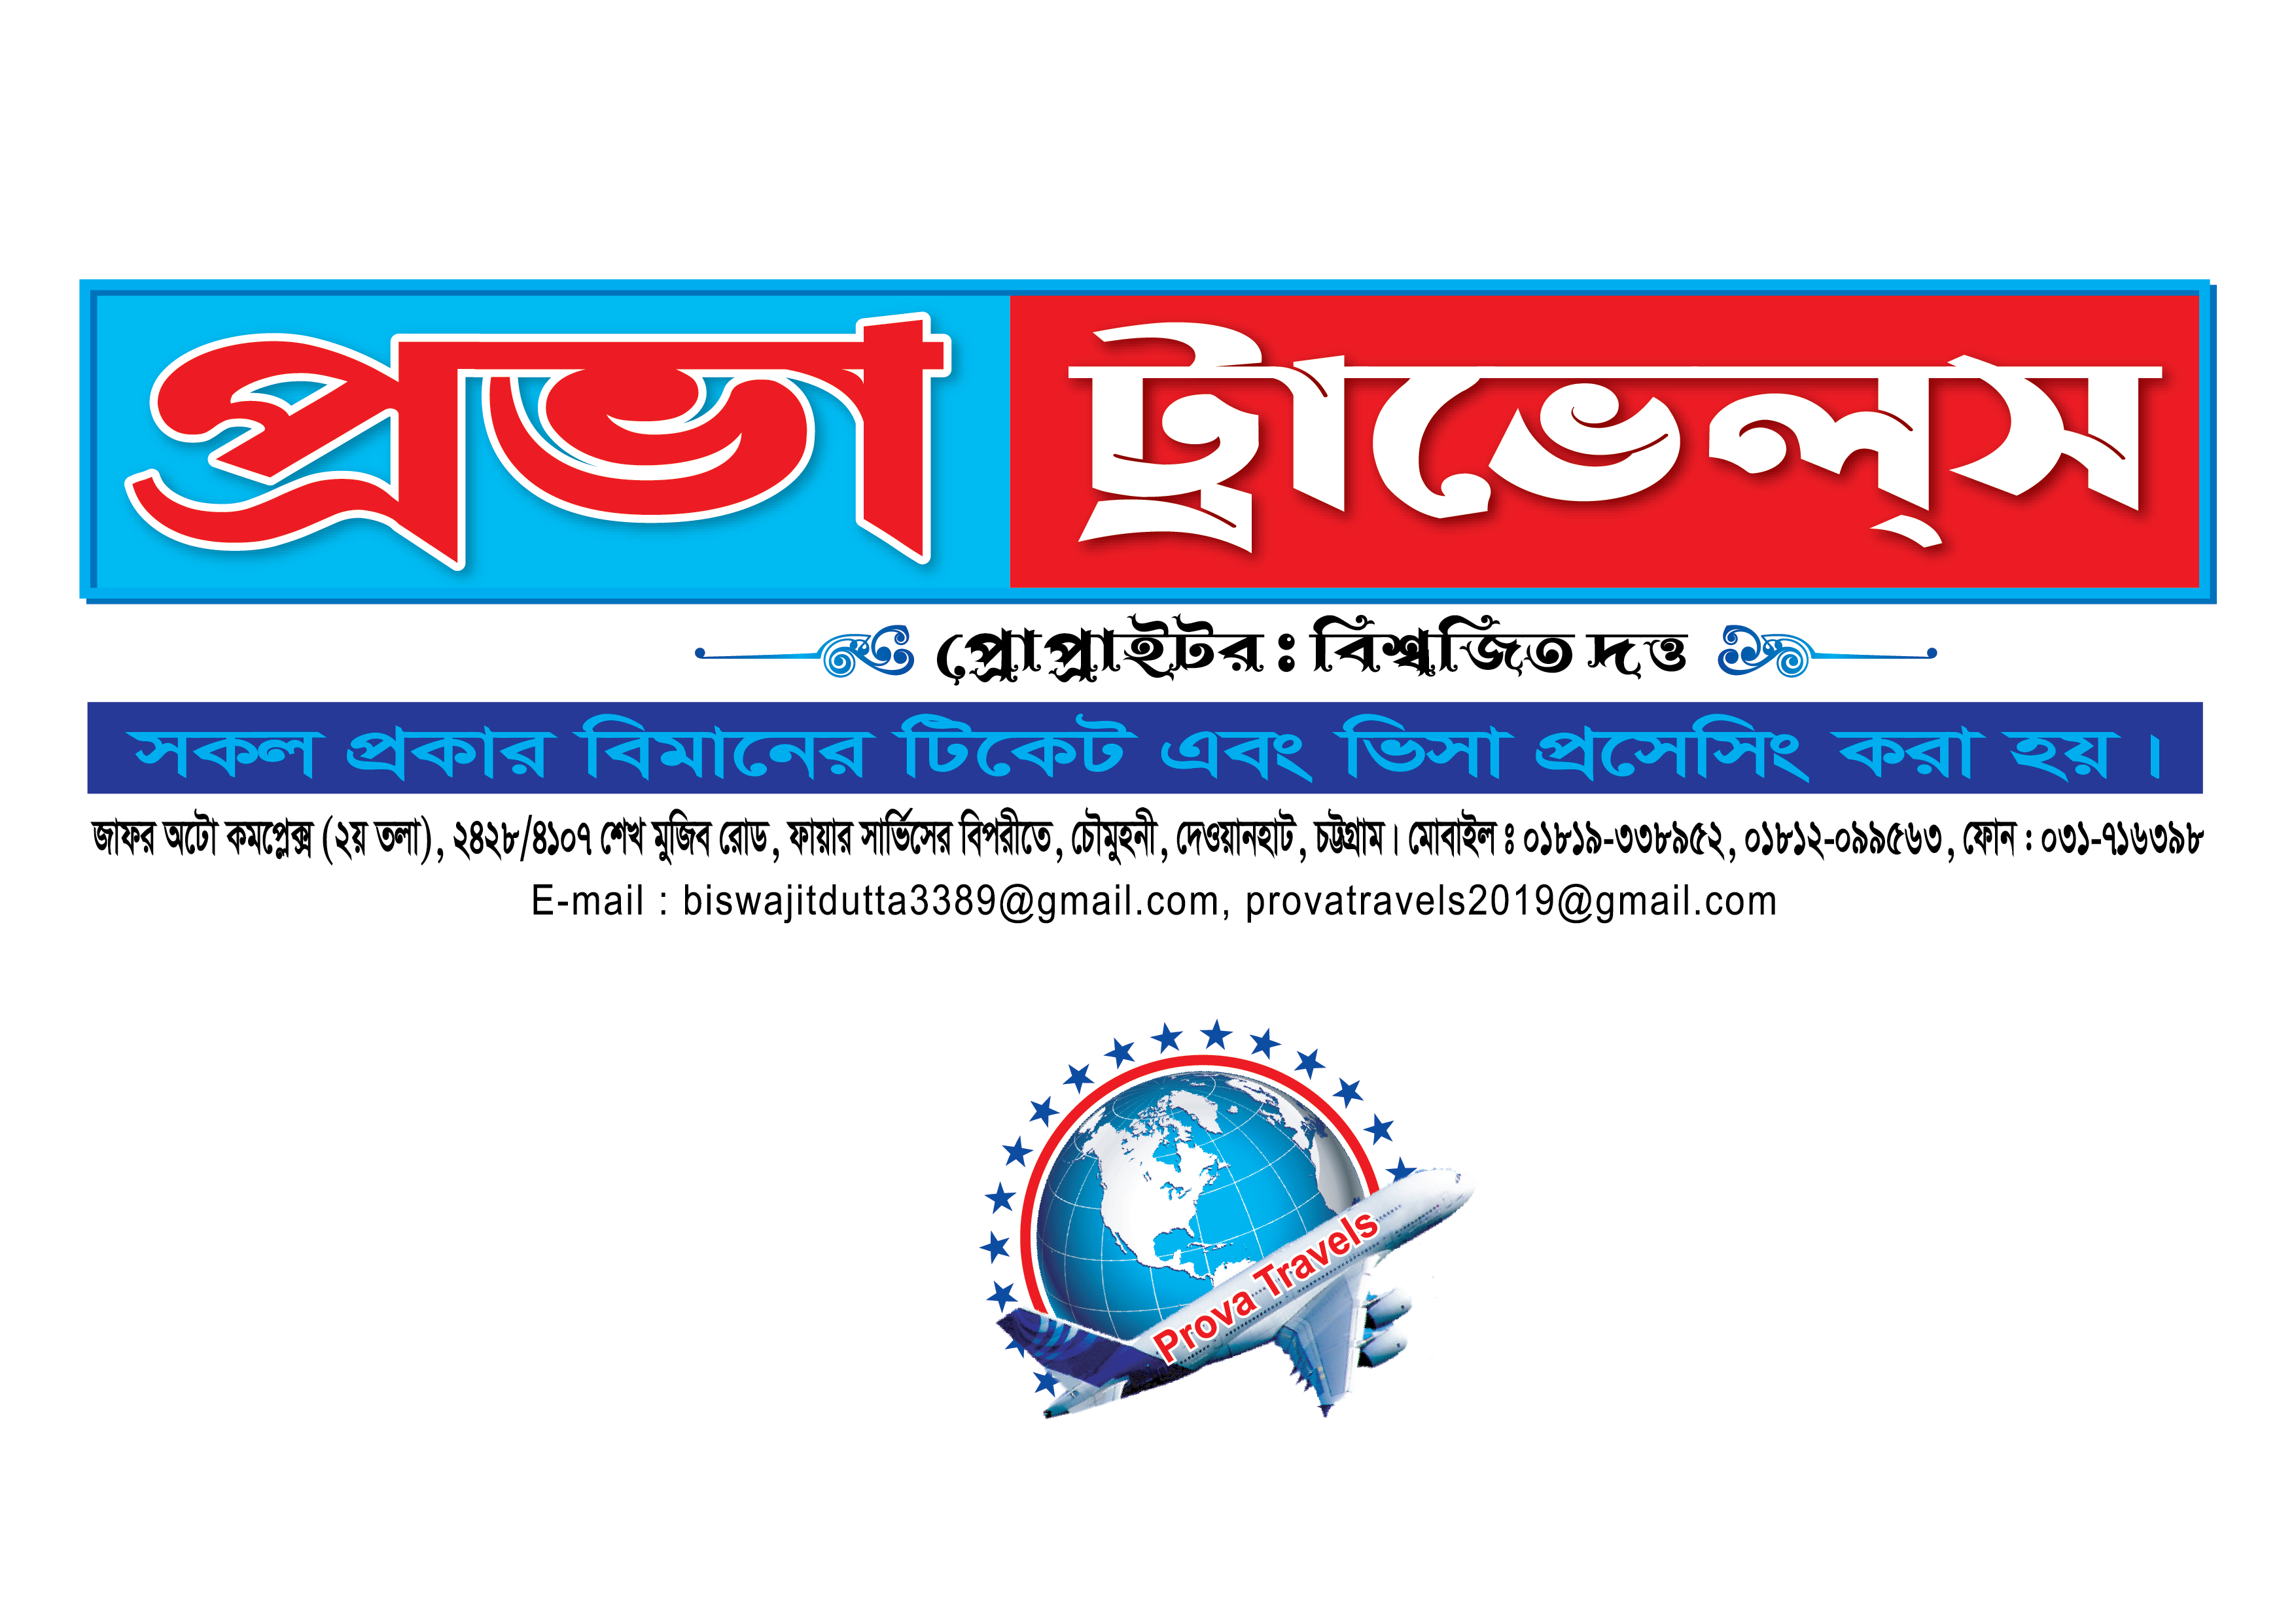 প্রভা ট্রাভেল্‌স
প্রোপ্রাইটর ঃ বিশ্বজিত দত্ত
সকল প্রকার বিমানের টিকেট এবং ভিসা প্রসেসিং করা হয় ।
জাফর অটো কমপ্লেক্স (২য় তলা), ২৪২৮/৪১০৭ শেখ মুজিব রোড, ফায়ার সার্ভিসের বিপরীতে, চৌমুহনী, দেওয়ানহাট, চট্টগ্রাম। মোবাইল ঃ ০১৮১৯-৩৩৮৯৫২, ০১৮১২-০৯৯৫৬৩, ফোন : ০৩১-৭১৬৩৯৮
E-mail : biswajitdutta3389@gmail.com, provatravels2019@gmail.com
Prova Travels